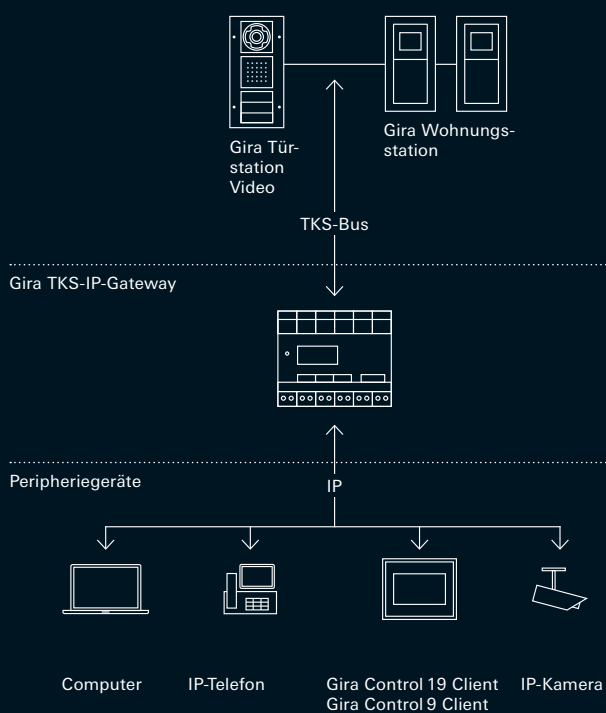 Gira Tür-
station
Video
Gira Wohnungs-
station
TKS-Bus
Gira TKS-IP-Gateway
Peripheriegeräte
IP
Computer
IP-Telefon
Gira Control 19 Client
Gira Control 9 Client
IP-Kamera